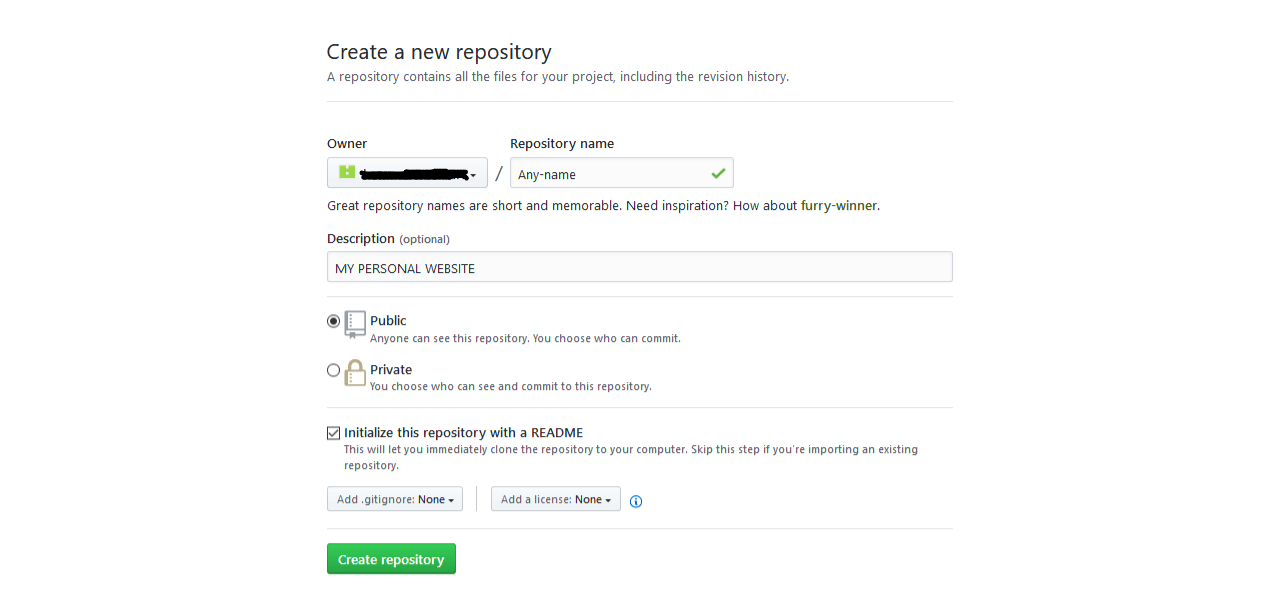 Create a new repository
A repository contains all the files for your project, including the revision history.
Owner
Repository name
/
Any-name
Great repository names are short and memorable. Need inspiration? How about furry-winner.
Description (optional)
MY PERSONAL WEBSITE
Public
Anyone can see this repository. You choose who can commit.
Private
You choose who can see and commit to this repository.
Initialize this repository with a README
This will let you immediately clone the repository to your computer. Skip this step if you're importing an existing
repository.
Add .gitignore: None
Add a license: None
Create repository